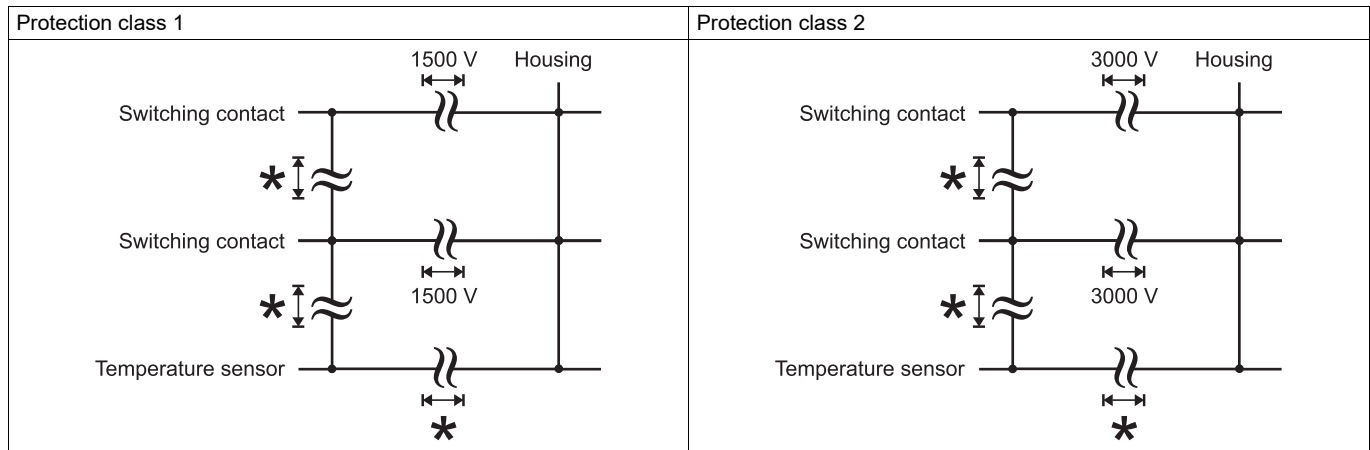 Protection class 1
1500 V Housing
Switching contact
*
Switching contact
1500 V
*
Temperature sensor
*
Protection class 2
3000 V Housing
Switching contact
*
Switching contact
3000 V
*
Temperature sensor
*